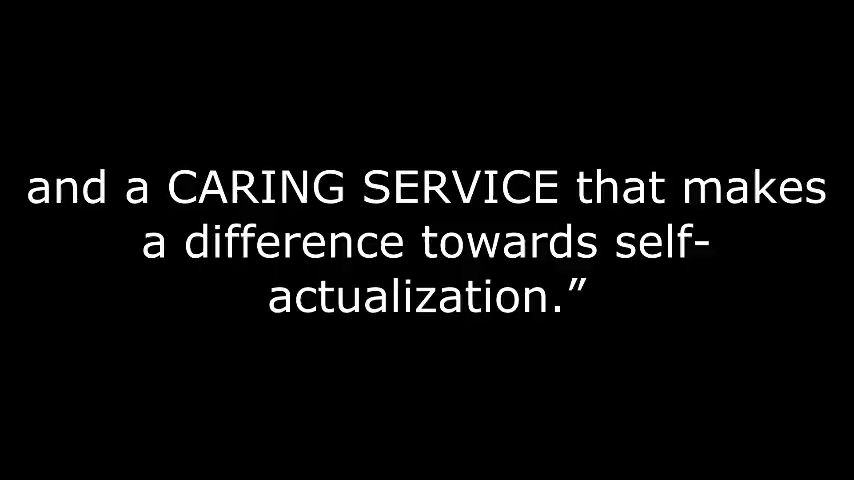 and a CARING SERVICE that makes
a difference towards self-
actualization.”